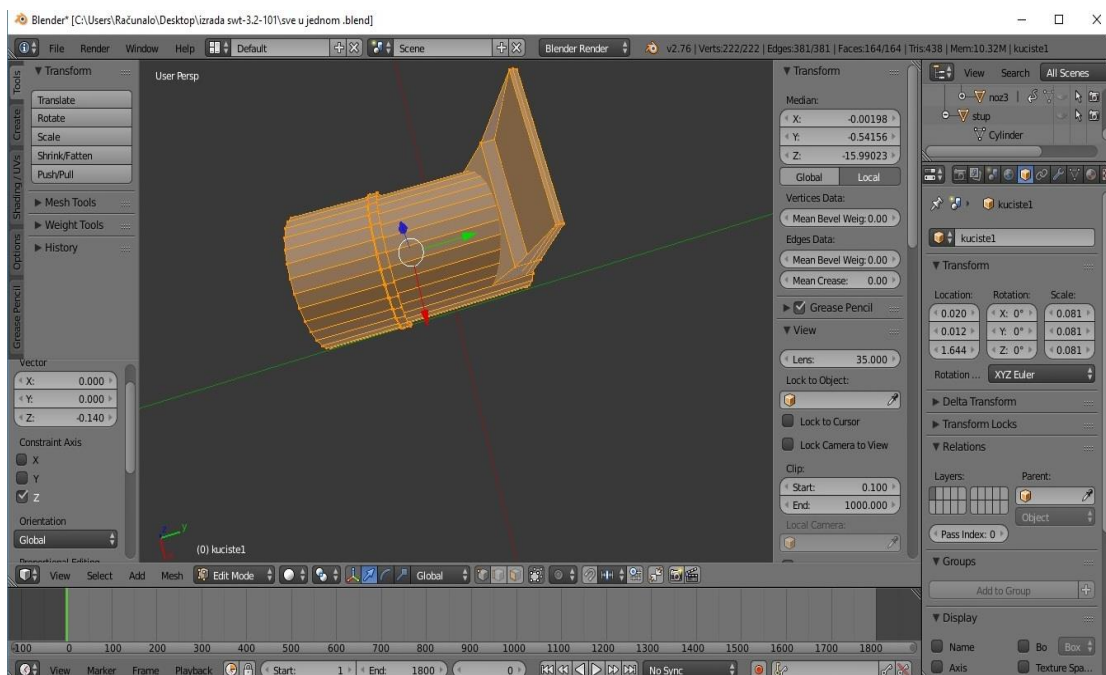 Blender* [C:\Users\Računalo\Desktop\izrada swt-3.2-101\sve u jednom .blend]
File Render Window Help Default Scene Blender Render v2.76 | Verts:222/222 | Edges:381/381 | Faces:164/164 | Tris:438 | Mem:10.32M | kuciste1
Tools
Create
Shading / UVs
Options
Grease Pencil
Transform
Translate
Rotate
Scale
Shrink/Fatten
Push/Pull
Mesh Tools
Weight Tools
History
Vector
X: 0.000
Y: 0.000
Z: -0.140
Constraint Axis
X
Y
Z
Orientation
Global
User Persp
(0) kuciste1
Transform
Median:
X: -0.00198
Y: -0.54156
Z: -15.99023
Global Local
Vertices Data:
Mean Bevel Weig: 0.00
Edges Data:
Mean Bevel Weig: 0.00
Mean Crease: 0.00
Grease Pencil
View
Lens: 35.000
Lock to Object:
Lock to Cursor
Lock Camera to View
Clip:
Start: 0.100
End: 1000.000
Local Camera:
View Search All Scenes
noz3
stup
Cylinder
kuciste1
kuciste1
Transform
Location: Rotation: Scale:
0.020 X: 0° 0.081
0.012 Y: 0° 0.081
1.644 Z: 0° 0.081
Rotation ... XYZ Euler
Delta Transform
Transform Locks
Relations
Layers: Parent:
Object
Pass Index: 0
Groups
Add to Group
Display
Name Bo Box
Axis Texture Spa...
View Select Add Mesh Edit Mode Global
-100 0 100 200 300 400 500 600 700 800 900 1000 1100 1200 1300 1400 1500 1600 1700 1800
View Marker Frame Playback Start: 1 End: 1800 0 No Sync